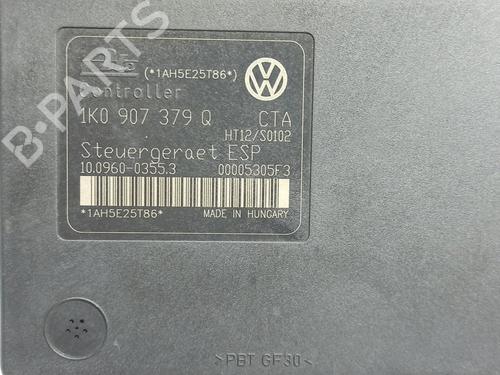 (*1AH5E25T86*)
Controller
1K0 907 379 Q CTA
HT12/S0102
Steuergeraet ESP
10.0960-0355.3 00005305F3
*1AH5E25T86* MADE IN HUNGARY
>PBT GF30<
B-PARTS